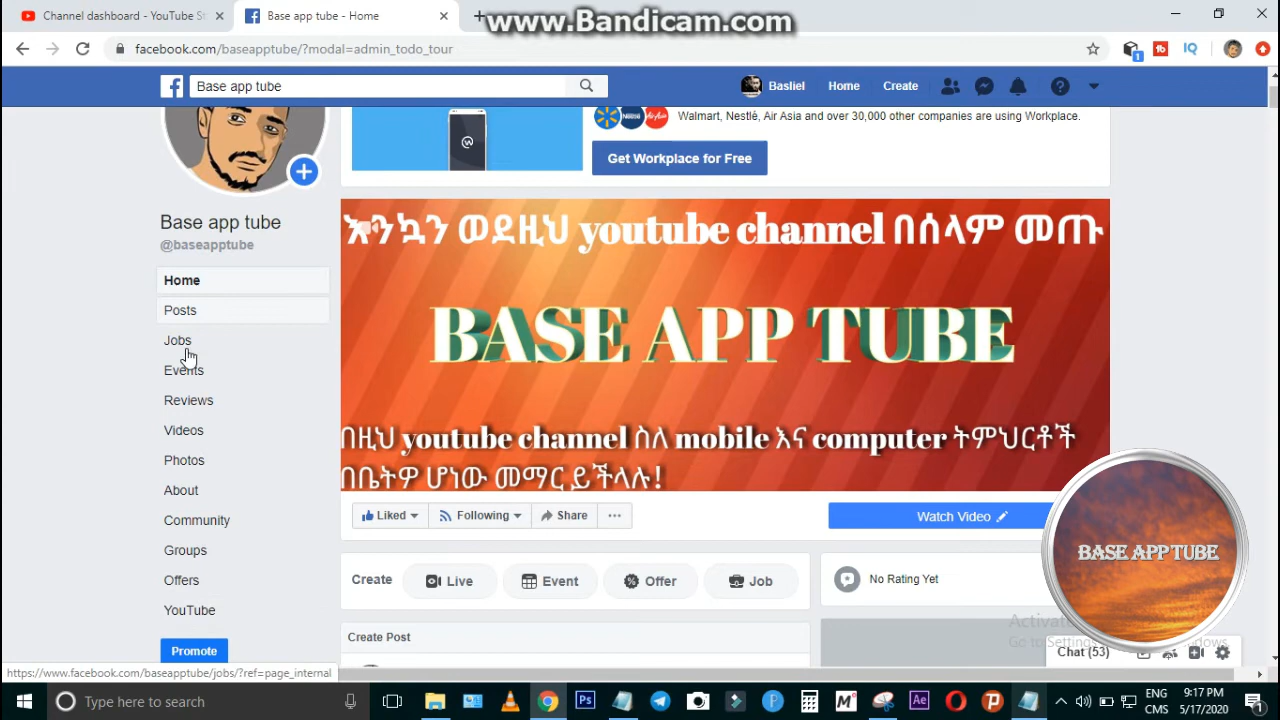 www.Bandicam.com
Channel dashboard - YouTube St
Base app tube - Home
facebook.com/baseapptube/?modal=admin_todo_tour
1
IQ
Base app tube
Basliel
Home
Create
Walmart, Nestlé, Air Asia and over 30,000 other companies are using Workplace.
Get Workplace for Free
Base app tube
@baseapptube
Home
Posts
Jobs
Events
Reviews
Videos
Photos
About
Community
Groups
Offers
YouTube
Promote
እንኳን ወደዚህ youtube channel በሰላም መጡ
BASE APP TUBE
በዚህ youtube channel ስለ mobile እና computer ትምህርቶች
በቤትዎ ሆነው መማር ይችላሉ!
Liked
Following
Share
Watch Video
Create
Live
Event
Offer
Job
No Rating Yet
Create Post
BASE APP TUBE
Chat (53)
https://www.facebook.com/baseapptube/jobs/?ref=page_internal
Type here to search
ENG
CMS
9:17 PM
5/17/2020
1